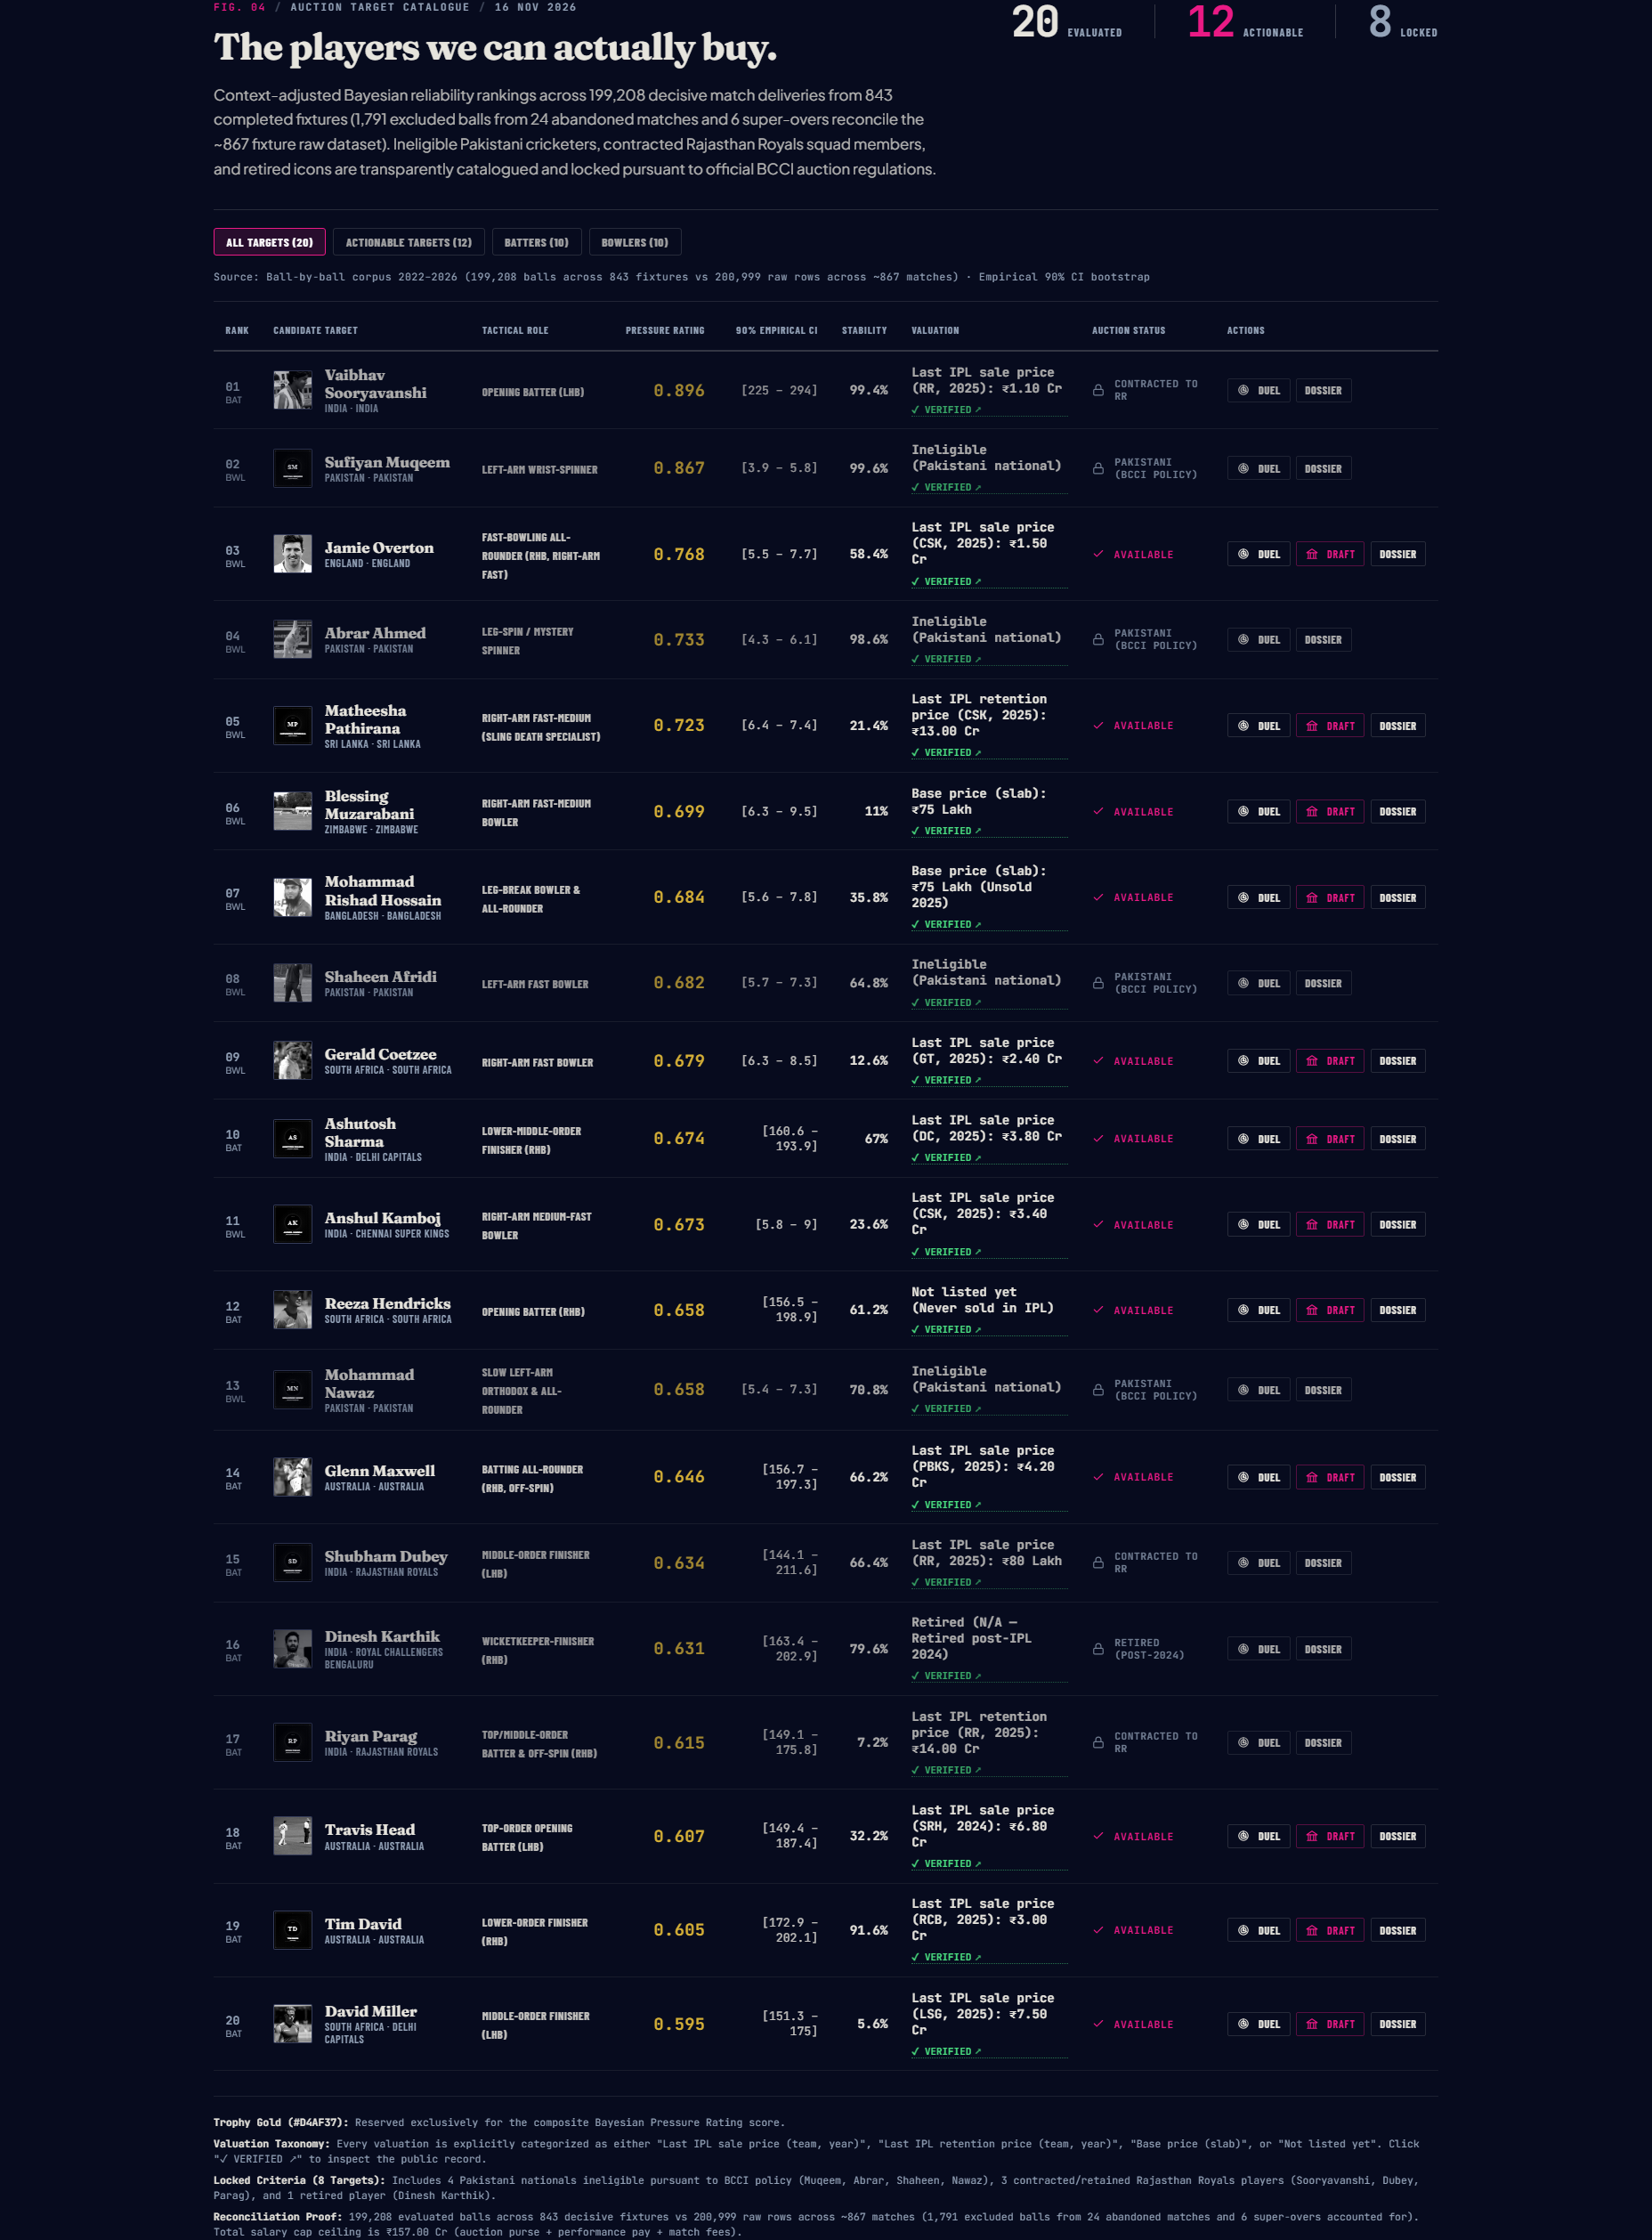 FIG. 04 / AUCTION TARGET CATALOGUE / 16 NOV 2026
20 EVALUATED
12 ACTIONABLE
8 LOCKED
The players we can actually buy.
Context-adjusted Bayesian reliability rankings across 199,208 decisive match deliveries from 843
completed fixtures (1,791 excluded balls from 24 abandoned matches and 6 super-overs reconcile the
~867 fixture raw dataset). Ineligible Pakistani cricketers, contracted Rajasthan Royals squad members,
and retired icons are transparently catalogued and locked pursuant to official BCCI auction regulations.
ALL TARGETS (20) ACTIONABLE TARGETS (12) BATTERS (10) BOWLERS (10)
Source: Ball-by-ball corpus 2022–2026 (199,208 balls across 843 fixtures vs 200,999 raw rows across ~867 matches) · Empirical 90% CI bootstrap
RANK CANDIDATE TARGET TACTICAL ROLE PRESSURE RATING 90% EMPIRICAL CI STABILITY VALUATION AUCTION STATUS ACTIONS
01
BAT
Vaibhav
Sooryavanshi
INDIA · INDIA
OPENING BATTER (LHB)
0.896
[225 – 294]
99.4%
Last IPL sale price
(RR, 2025): ₹1.10 Cr
✓ VERIFIED ↗
CONTRACTED TO
RR
DUEL DOSSIER
02
BWL
SM
Sufiyan Muqeem
PAKISTAN · PAKISTAN
LEFT-ARM WRIST-SPINNER
0.867
[3.9 – 5.8]
99.6%
Ineligible
(Pakistani national)
✓ VERIFIED ↗
PAKISTANI
(BCCI POLICY)
DUEL DOSSIER
03
BWL
Jamie Overton
ENGLAND · ENGLAND
FAST-BOWLING ALL-
ROUNDER (RHB, RIGHT-ARM
FAST)
0.768
[5.5 – 7.7]
58.4%
Last IPL sale price
(CSK, 2025): ₹1.50
Cr
✓ VERIFIED ↗
AVAILABLE
DUEL DRAFT DOSSIER
04
BWL
Abrar Ahmed
PAKISTAN · PAKISTAN
LEG-SPIN / MYSTERY
SPINNER
0.733
[4.3 – 6.1]
98.6%
Ineligible
(Pakistani national)
✓ VERIFIED ↗
PAKISTANI
(BCCI POLICY)
DUEL DOSSIER
05
BWL
MP
Matheesha
Pathirana
SRI LANKA · SRI LANKA
RIGHT-ARM FAST-MEDIUM
(SLING DEATH SPECIALIST)
0.723
[6.4 – 7.4]
21.4%
Last IPL retention
price (CSK, 2025):
₹13.00 Cr
✓ VERIFIED ↗
AVAILABLE
DUEL DRAFT DOSSIER
06
BWL
Blessing
Muzarabani
ZIMBABWE · ZIMBABWE
RIGHT-ARM FAST-MEDIUM
BOWLER
0.699
[6.3 – 9.5]
11%
Base price (slab):
₹75 Lakh
✓ VERIFIED ↗
AVAILABLE
DUEL DRAFT DOSSIER
07
BWL
Mohammad
Rishad Hossain
BANGLADESH · BANGLADESH
LEG-BREAK BOWLER &
ALL-ROUNDER
0.684
[5.6 – 7.8]
35.8%
Base price (slab):
₹75 Lakh (Unsold
2025)
✓ VERIFIED ↗
AVAILABLE
DUEL DRAFT DOSSIER
08
BWL
Shaheen Afridi
PAKISTAN · PAKISTAN
LEFT-ARM FAST BOWLER
0.682
[5.7 – 7.3]
64.8%
Ineligible
(Pakistani national)
✓ VERIFIED ↗
PAKISTANI
(BCCI POLICY)
DUEL DOSSIER
09
BWL
Gerald Coetzee
SOUTH AFRICA · SOUTH AFRICA
RIGHT-ARM FAST BOWLER
0.679
[6.3 – 8.5]
12.6%
Last IPL sale price
(GT, 2025): ₹2.40 Cr
✓ VERIFIED ↗
AVAILABLE
DUEL DRAFT DOSSIER
10
BAT
AS
Ashutosh
Sharma
INDIA · DELHI CAPITALS
LOWER-MIDDLE-ORDER
FINISHER (RHB)
0.674
[160.6 –
193.9]
67%
Last IPL sale price
(DC, 2025): ₹3.80 Cr
✓ VERIFIED ↗
AVAILABLE
DUEL DRAFT DOSSIER
11
BWL
AK
Anshul Kamboj
INDIA · CHENNAI SUPER KINGS
RIGHT-ARM MEDIUM-FAST
BOWLER
0.673
[5.8 – 9]
23.6%
Last IPL sale price
(CSK, 2025): ₹3.40
Cr
✓ VERIFIED ↗
AVAILABLE
DUEL DRAFT DOSSIER
12
BAT
Reeza Hendricks
SOUTH AFRICA · SOUTH AFRICA
OPENING BATTER (RHB)
0.658
[156.5 –
198.9]
61.2%
Not listed yet
(Never sold in IPL)
✓ VERIFIED ↗
AVAILABLE
DUEL DRAFT DOSSIER
13
BWL
MN
Mohammad
Nawaz
PAKISTAN · PAKISTAN
SLOW LEFT-ARM
ORTHODOX & ALL-
ROUNDER
0.658
[5.4 – 7.3]
70.8%
Ineligible
(Pakistani national)
✓ VERIFIED ↗
PAKISTANI
(BCCI POLICY)
DUEL DOSSIER
14
BAT
Glenn Maxwell
AUSTRALIA · AUSTRALIA
BATTING ALL-ROUNDER
(RHB, OFF-SPIN)
0.646
[156.7 –
197.3]
66.2%
Last IPL sale price
(PBKS, 2025): ₹4.20
Cr
✓ VERIFIED ↗
AVAILABLE
DUEL DRAFT DOSSIER
15
BAT
SD
Shubham Dubey
INDIA · RAJASTHAN ROYALS
MIDDLE-ORDER FINISHER
(LHB)
0.634
[144.1 –
211.6]
66.4%
Last IPL sale price
(RR, 2025): ₹80 Lakh
✓ VERIFIED ↗
CONTRACTED TO
RR
DUEL DOSSIER
16
BAT
Dinesh Karthik
INDIA · ROYAL CHALLENGERS
BENGALURU
WICKETKEEPER-FINISHER
(RHB)
0.631
[163.4 –
202.9]
79.6%
Retired (N/A —
Retired post-IPL
2024)
✓ VERIFIED ↗
RETIRED
(POST-2024)
DUEL DOSSIER
17
BAT
RP
Riyan Parag
INDIA · RAJASTHAN ROYALS
TOP/MIDDLE-ORDER
BATTER & OFF-SPIN (RHB)
0.615
[149.1 –
175.8]
7.2%
Last IPL retention
price (RR, 2025):
₹14.00 Cr
✓ VERIFIED ↗
CONTRACTED TO
RR
DUEL DOSSIER
18
BAT
Travis Head
AUSTRALIA · AUSTRALIA
TOP-ORDER OPENING
BATTER (LHB)
0.607
[149.4 –
187.4]
32.2%
Last IPL sale price
(SRH, 2024): ₹6.80
Cr
✓ VERIFIED ↗
AVAILABLE
DUEL DRAFT DOSSIER
19
BAT
TD
Tim David
AUSTRALIA · AUSTRALIA
LOWER-ORDER FINISHER
(RHB)
0.605
[172.9 –
202.1]
91.6%
Last IPL sale price
(RCB, 2025): ₹3.00
Cr
✓ VERIFIED ↗
AVAILABLE
DUEL DRAFT DOSSIER
20
BAT
David Miller
SOUTH AFRICA · DELHI
CAPITALS
MIDDLE-ORDER FINISHER
(LHB)
0.595
[151.3 –
175]
5.6%
Last IPL sale price
(LSG, 2025): ₹7.50
Cr
✓ VERIFIED ↗
AVAILABLE
DUEL DRAFT DOSSIER
Trophy Gold (#D4AF37): Reserved exclusively for the composite Bayesian Pressure Rating score.
Valuation Taxonomy: Every valuation is explicitly categorized as either "Last IPL sale price (team, year)", "Last IPL retention price (team, year)", "Base price (slab)", or "Not listed yet". Click
"✓ VERIFIED ↗" to inspect the public record.
Locked Criteria (8 Targets): Includes 4 Pakistani nationals ineligible pursuant to BCCI policy (Muqeem, Abrar, Shaheen, Nawaz), 3 contracted/retained Rajasthan Royals players (Sooryavanshi, Dubey,
Parag), and 1 retired player (Dinesh Karthik).
Reconciliation Proof: 199,208 evaluated balls across 843 decisive fixtures vs 200,999 raw rows across ~867 matches (1,791 excluded balls from 24 abandoned matches and 6 super-overs accounted for).
Total salary cap ceiling is ₹157.00 Cr (auction purse + performance pay + match fees).